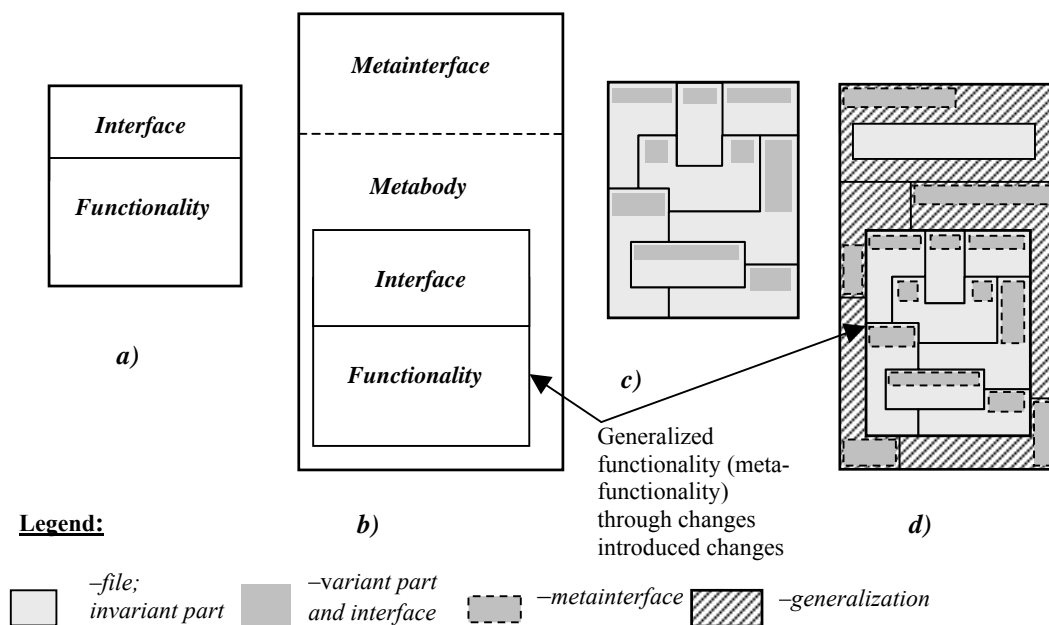 Interface
Functionality
a)
Metainterface
Metabody
Interface
Functionality
b)
c)
Generalized
functionality (meta-
functionality)
through changes
introduced changes
d)
Legend:
–file;
invariant part
–variant part
and interface
–metainterface
–generalization